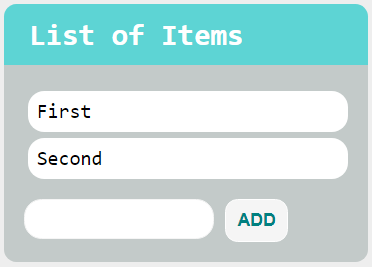 List of Items
First
Second
ADD